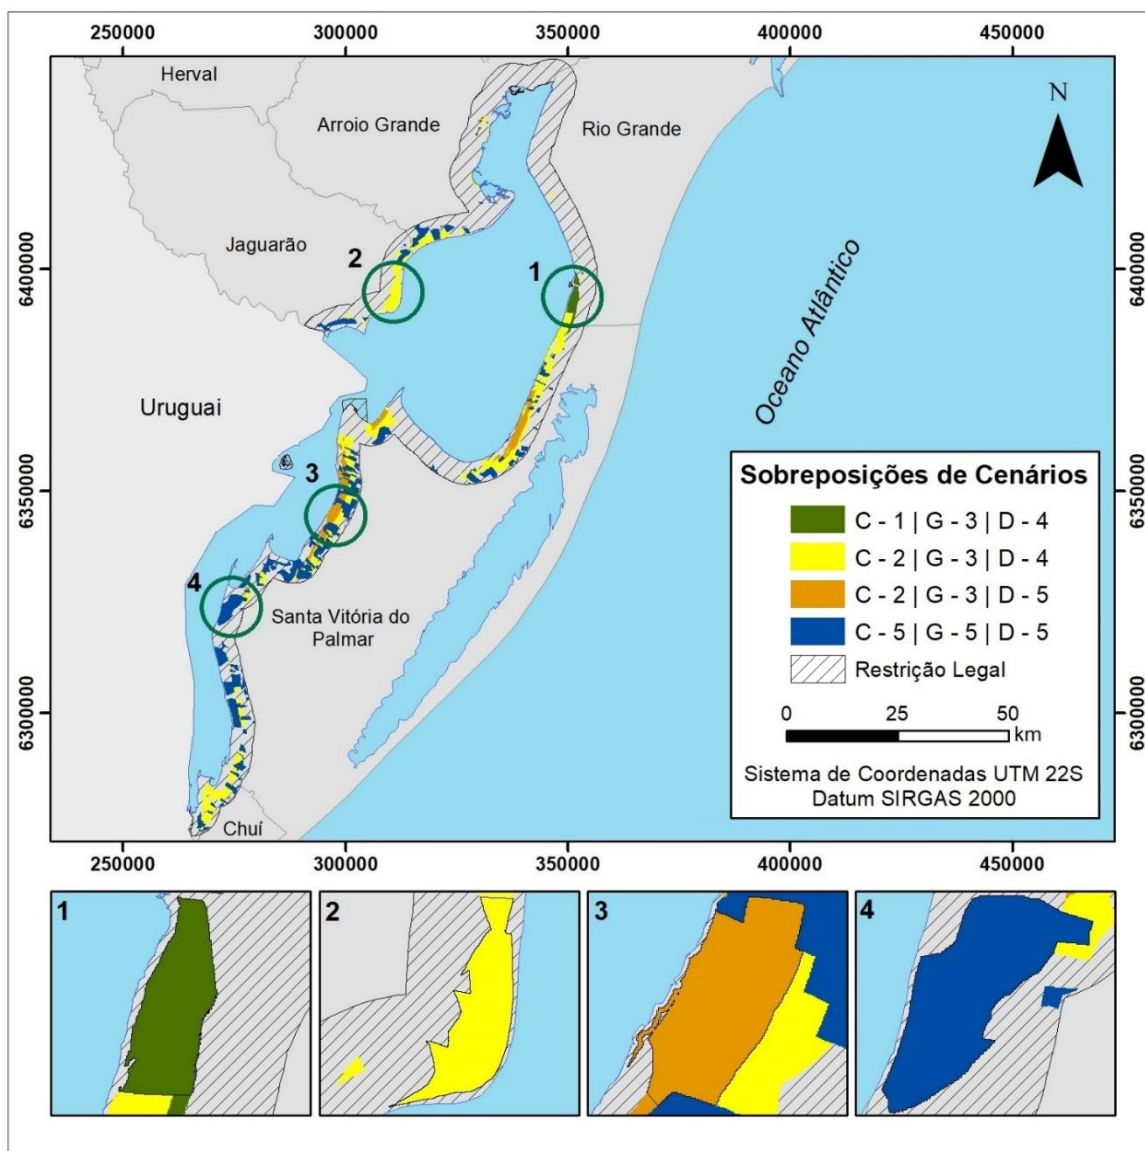 250000 300000 350000 400000 450000
Herval
Arroio Grande
Rio Grande
N
Jaguarão
6400000
6400000
2
1
Oceano Atlântico
Uruguai
3
6350000
6350000
4
Santa Vitória do
Palmar
6300000
6300000
Chuí
Sobreposições de Cenários
C - 1 | G - 3 | D - 4
C - 2 | G - 3 | D - 4
C - 2 | G - 3 | D - 5
C - 5 | G - 5 | D - 5
Restrição Legal
0 25 50
km
Sistema de Coordenadas UTM 22S
Datum SIRGAS 2000
250000 300000 350000 400000 450000
1
2
3
4